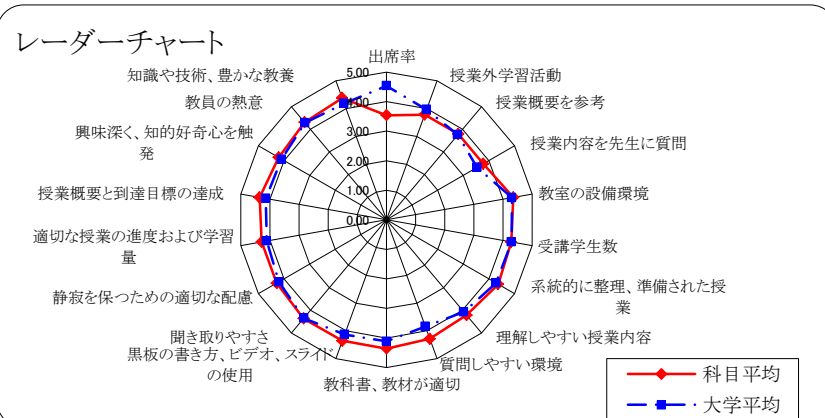 レーダーチャート
出席率
授業外学習活動
授業概要を参考
授業内容を先生に質問
教室の設備環境
受講学生数
系統的に整理、準備された授
業
理解しやすい授業内容
質問しやすい環境
教科書、教材が適切
黒板の書き方、ビデオ、スライド
の使用
聞き取りやすさ
静寂を保つための適切な配慮
適切な授業の進度および学習
量
授業概要と到達目標の達成
興味深く、知的好奇心を触
発
教員の熱意
知識や技術、豊かな教養
5.00
4.00
3.00
2.00
1.00
0.00
科目平均
大学平均